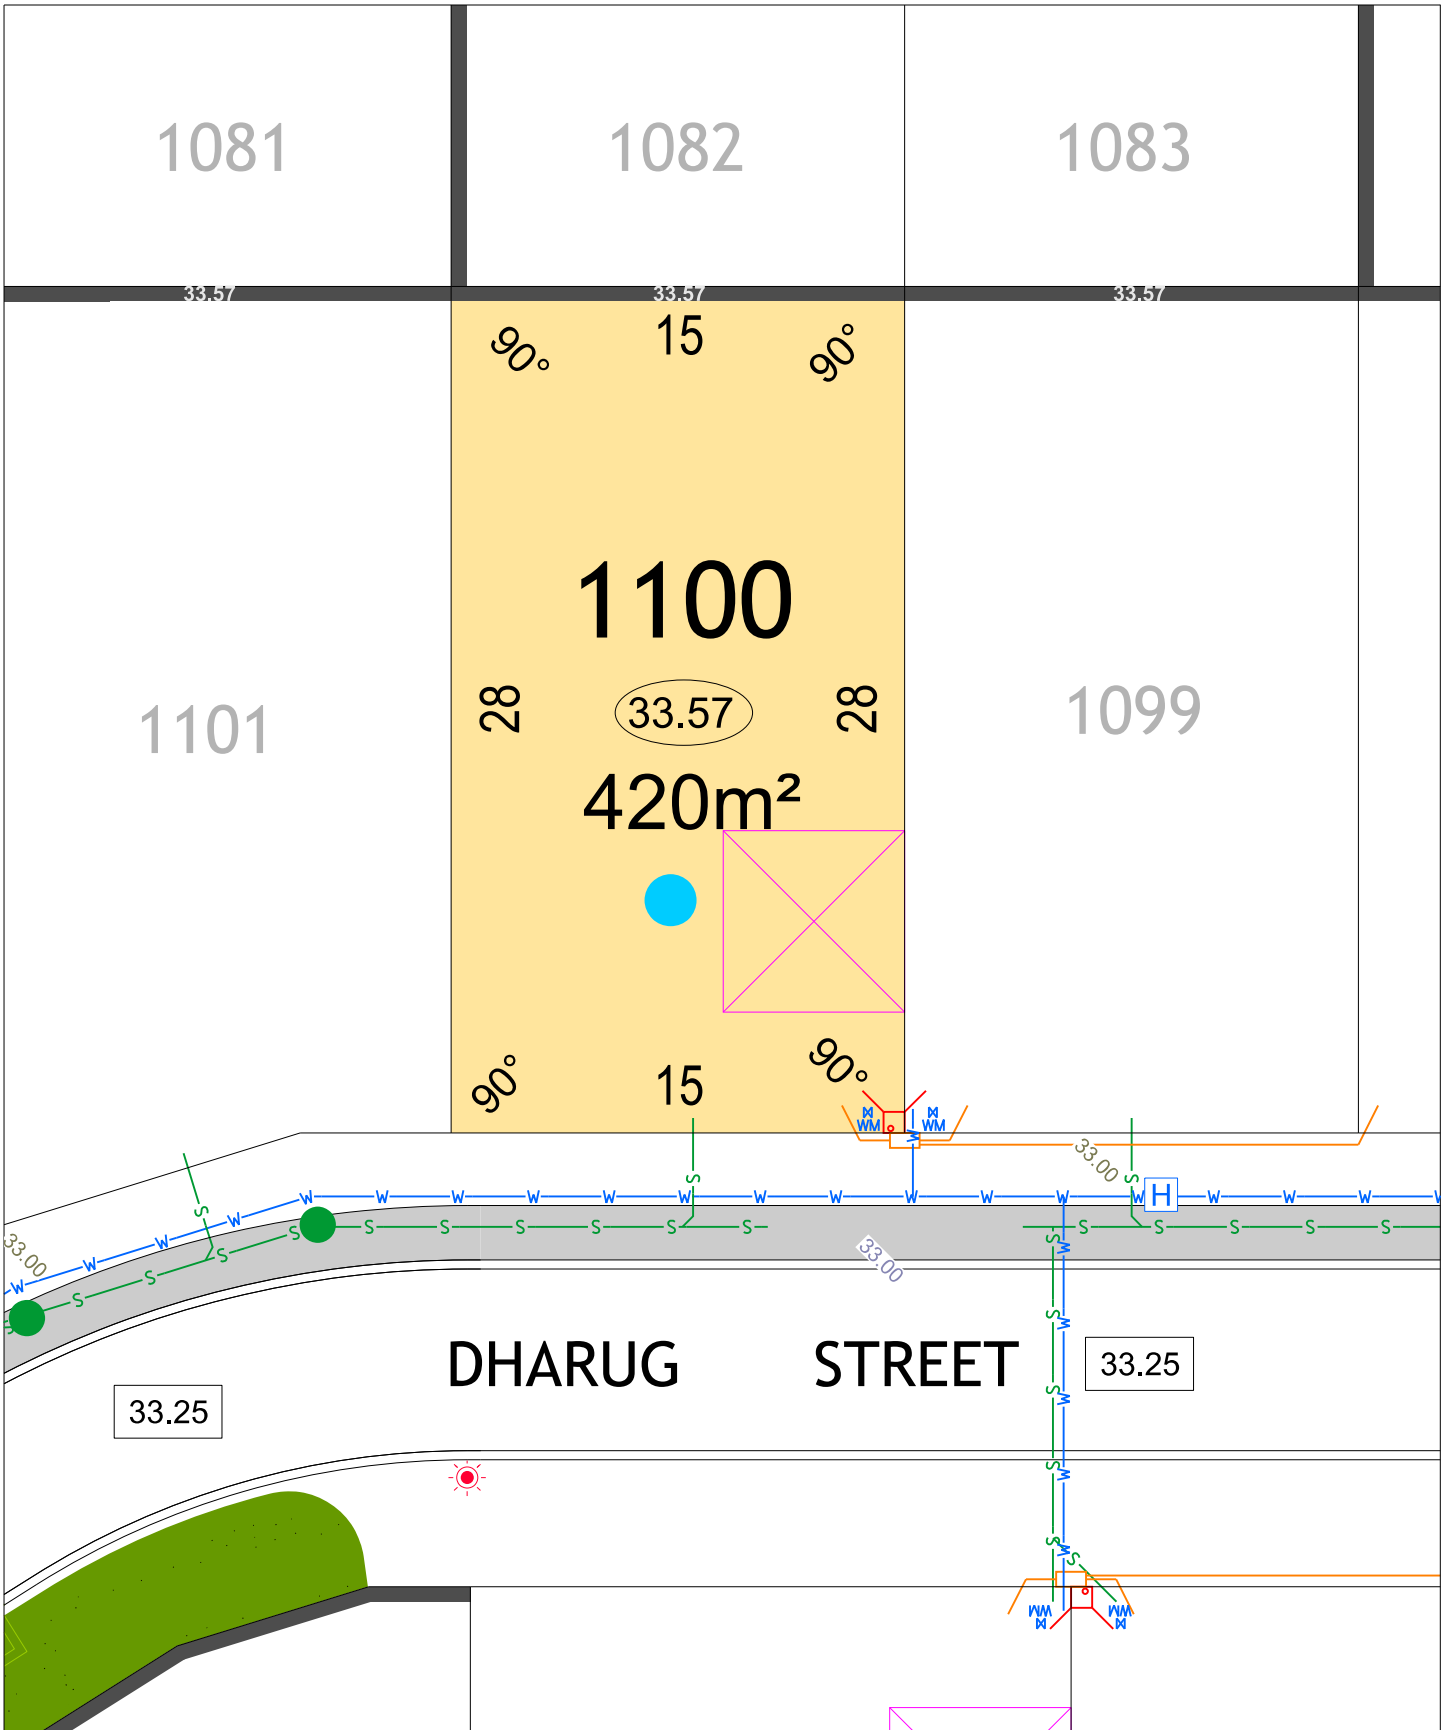 1081 1082 1083
33.57 33.57 33.57
90° 15 90°
1100
28 33.57 28
1101 1099
420m²
90° 15 90°
WM WM
W
33.00
S S S
W W W W W W W W W W W W H W W W W
W W W W
S S S S S S S S S S S
S S S
33.00 33.00
S W
S W
DHARUG STREET
33.25 33.25
S W
S W
S W
S
WM WM